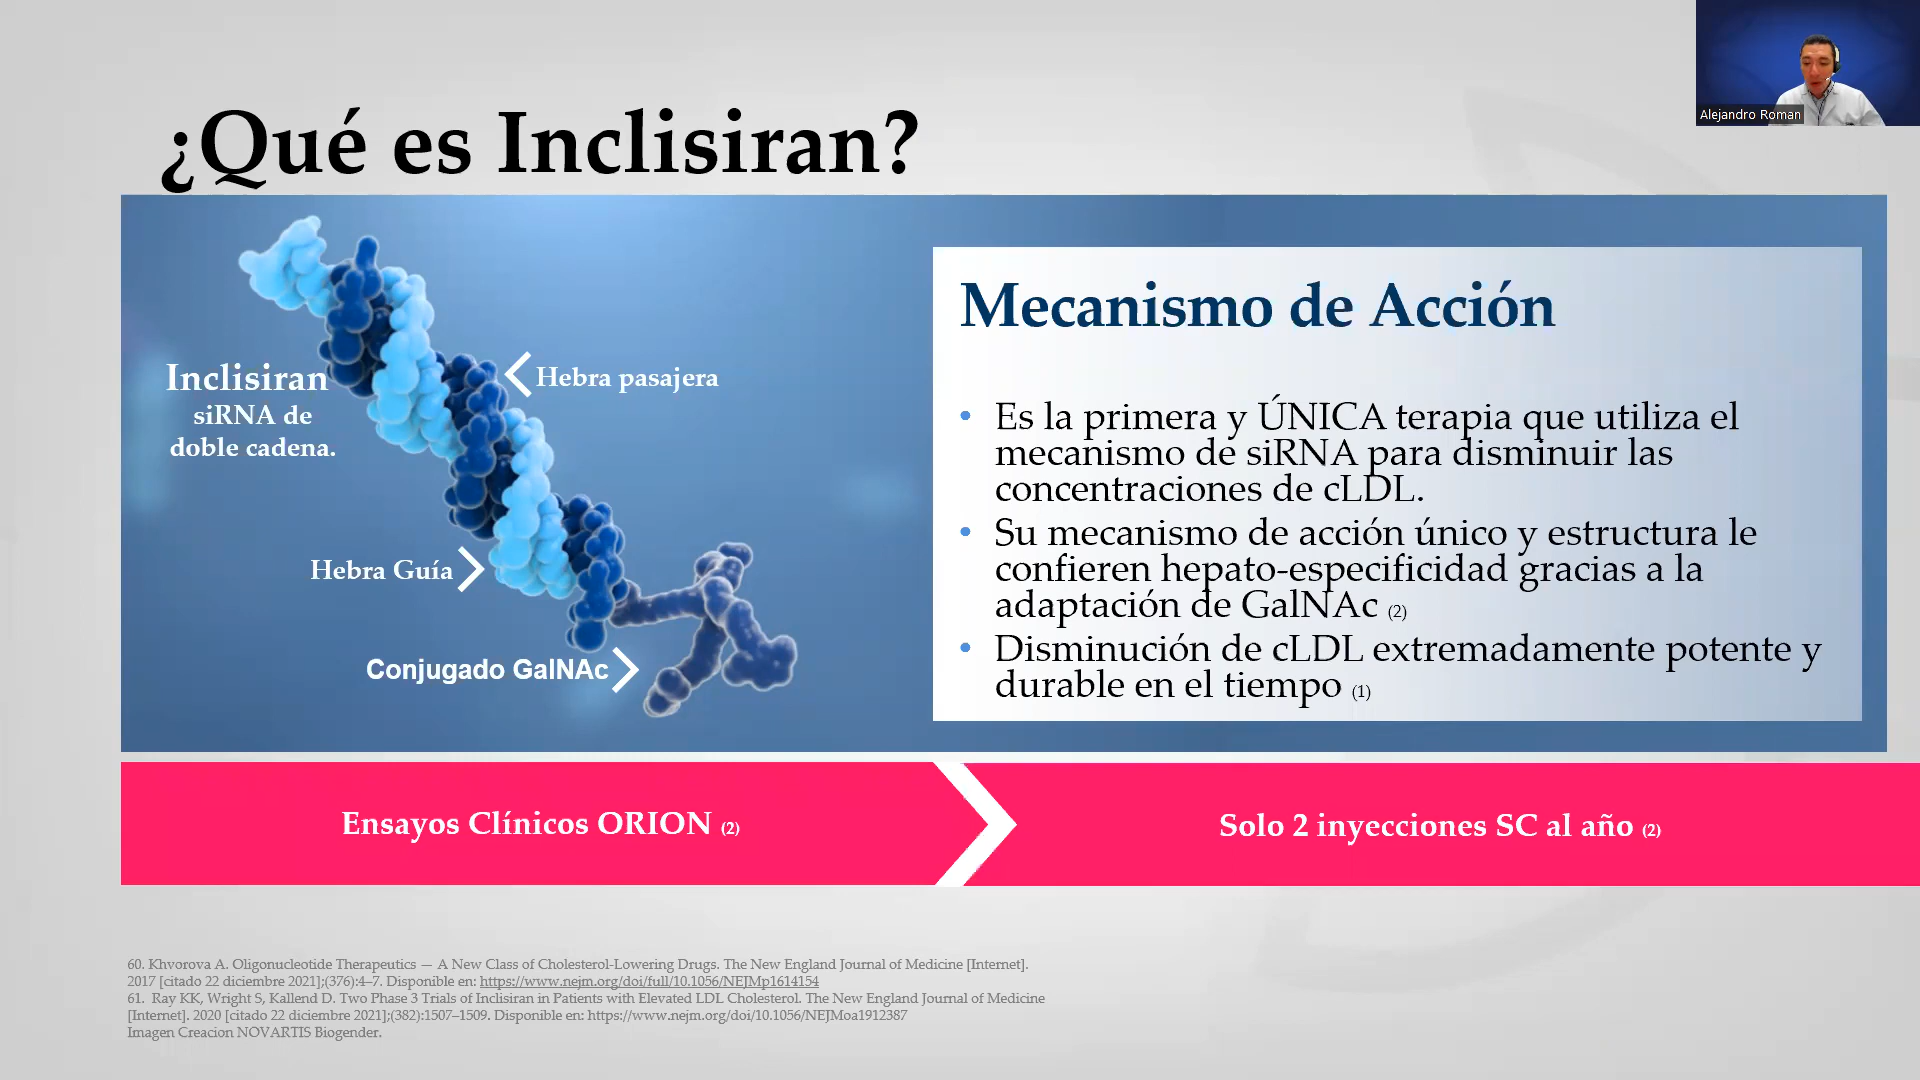 Alejandro Roman
¿Qué es Inclisiran?
Inclisiran
siRNA de
doble cadena.
Hebra pasajera
Hebra Guía
Conjugado GalNAc
Mecanismo de Acción
• Es la primera y ÚNICA terapia que utiliza el
mecanismo de siRNA para disminuir las
concentraciones de cLDL.
• Su mecanismo de acción único y estructura le
confieren hepato-especificidad gracias a la
adaptación de GalNAc (2)
• Disminución de cLDL extremadamente potente y
durable en el tiempo (1)
Ensayos Clínicos ORION (2)
Solo 2 inyecciones SC al año (2)
60. Khvorova A. Oligonucleotide Therapeutics — A New Class of Cholesterol-Lowering Drugs. The New England Journal of Medicine [Internet].
2017 [citado 22 diciembre 2021];(376):4–7. Disponible en: https://www.nejm.org/doi/full/10.1056/NEJMp1614154
61. Ray KK, Wright S, Kallend D. Two Phase 3 Trials of Inclisiran in Patients with Elevated LDL Cholesterol. The New England Journal of Medicine
[Internet]. 2020 [citado 22 diciembre 2021];(382):1507–1509. Disponible en: https://www.nejm.org/doi/10.1056/NEJMoa1912387
Imagen Creacion NOVARTIS Biogender.